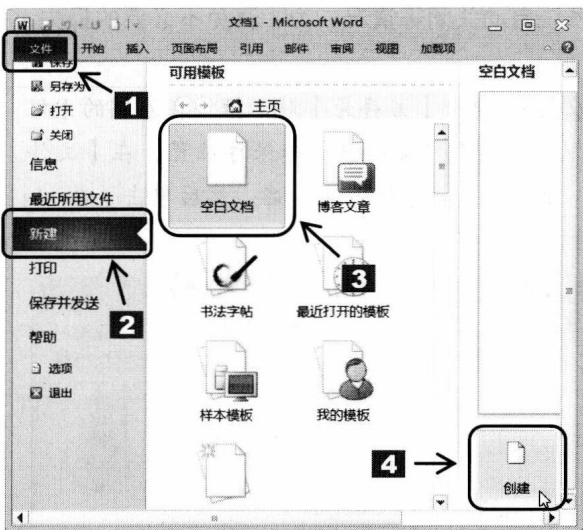 文档1 - Microsoft Word
文件 开始 插入 页面布局 引用 邮件 审阅 视图 加载项
保存
另存为
打开
关闭
信息
最近所用文件
新建
打印
保存并发送
帮助
选项
退出
可用模板
主页
空白文档
博客文章
书法字帖
最近打开的模板
样本模板
我的模板
空白文档
创建
1
2
3
4